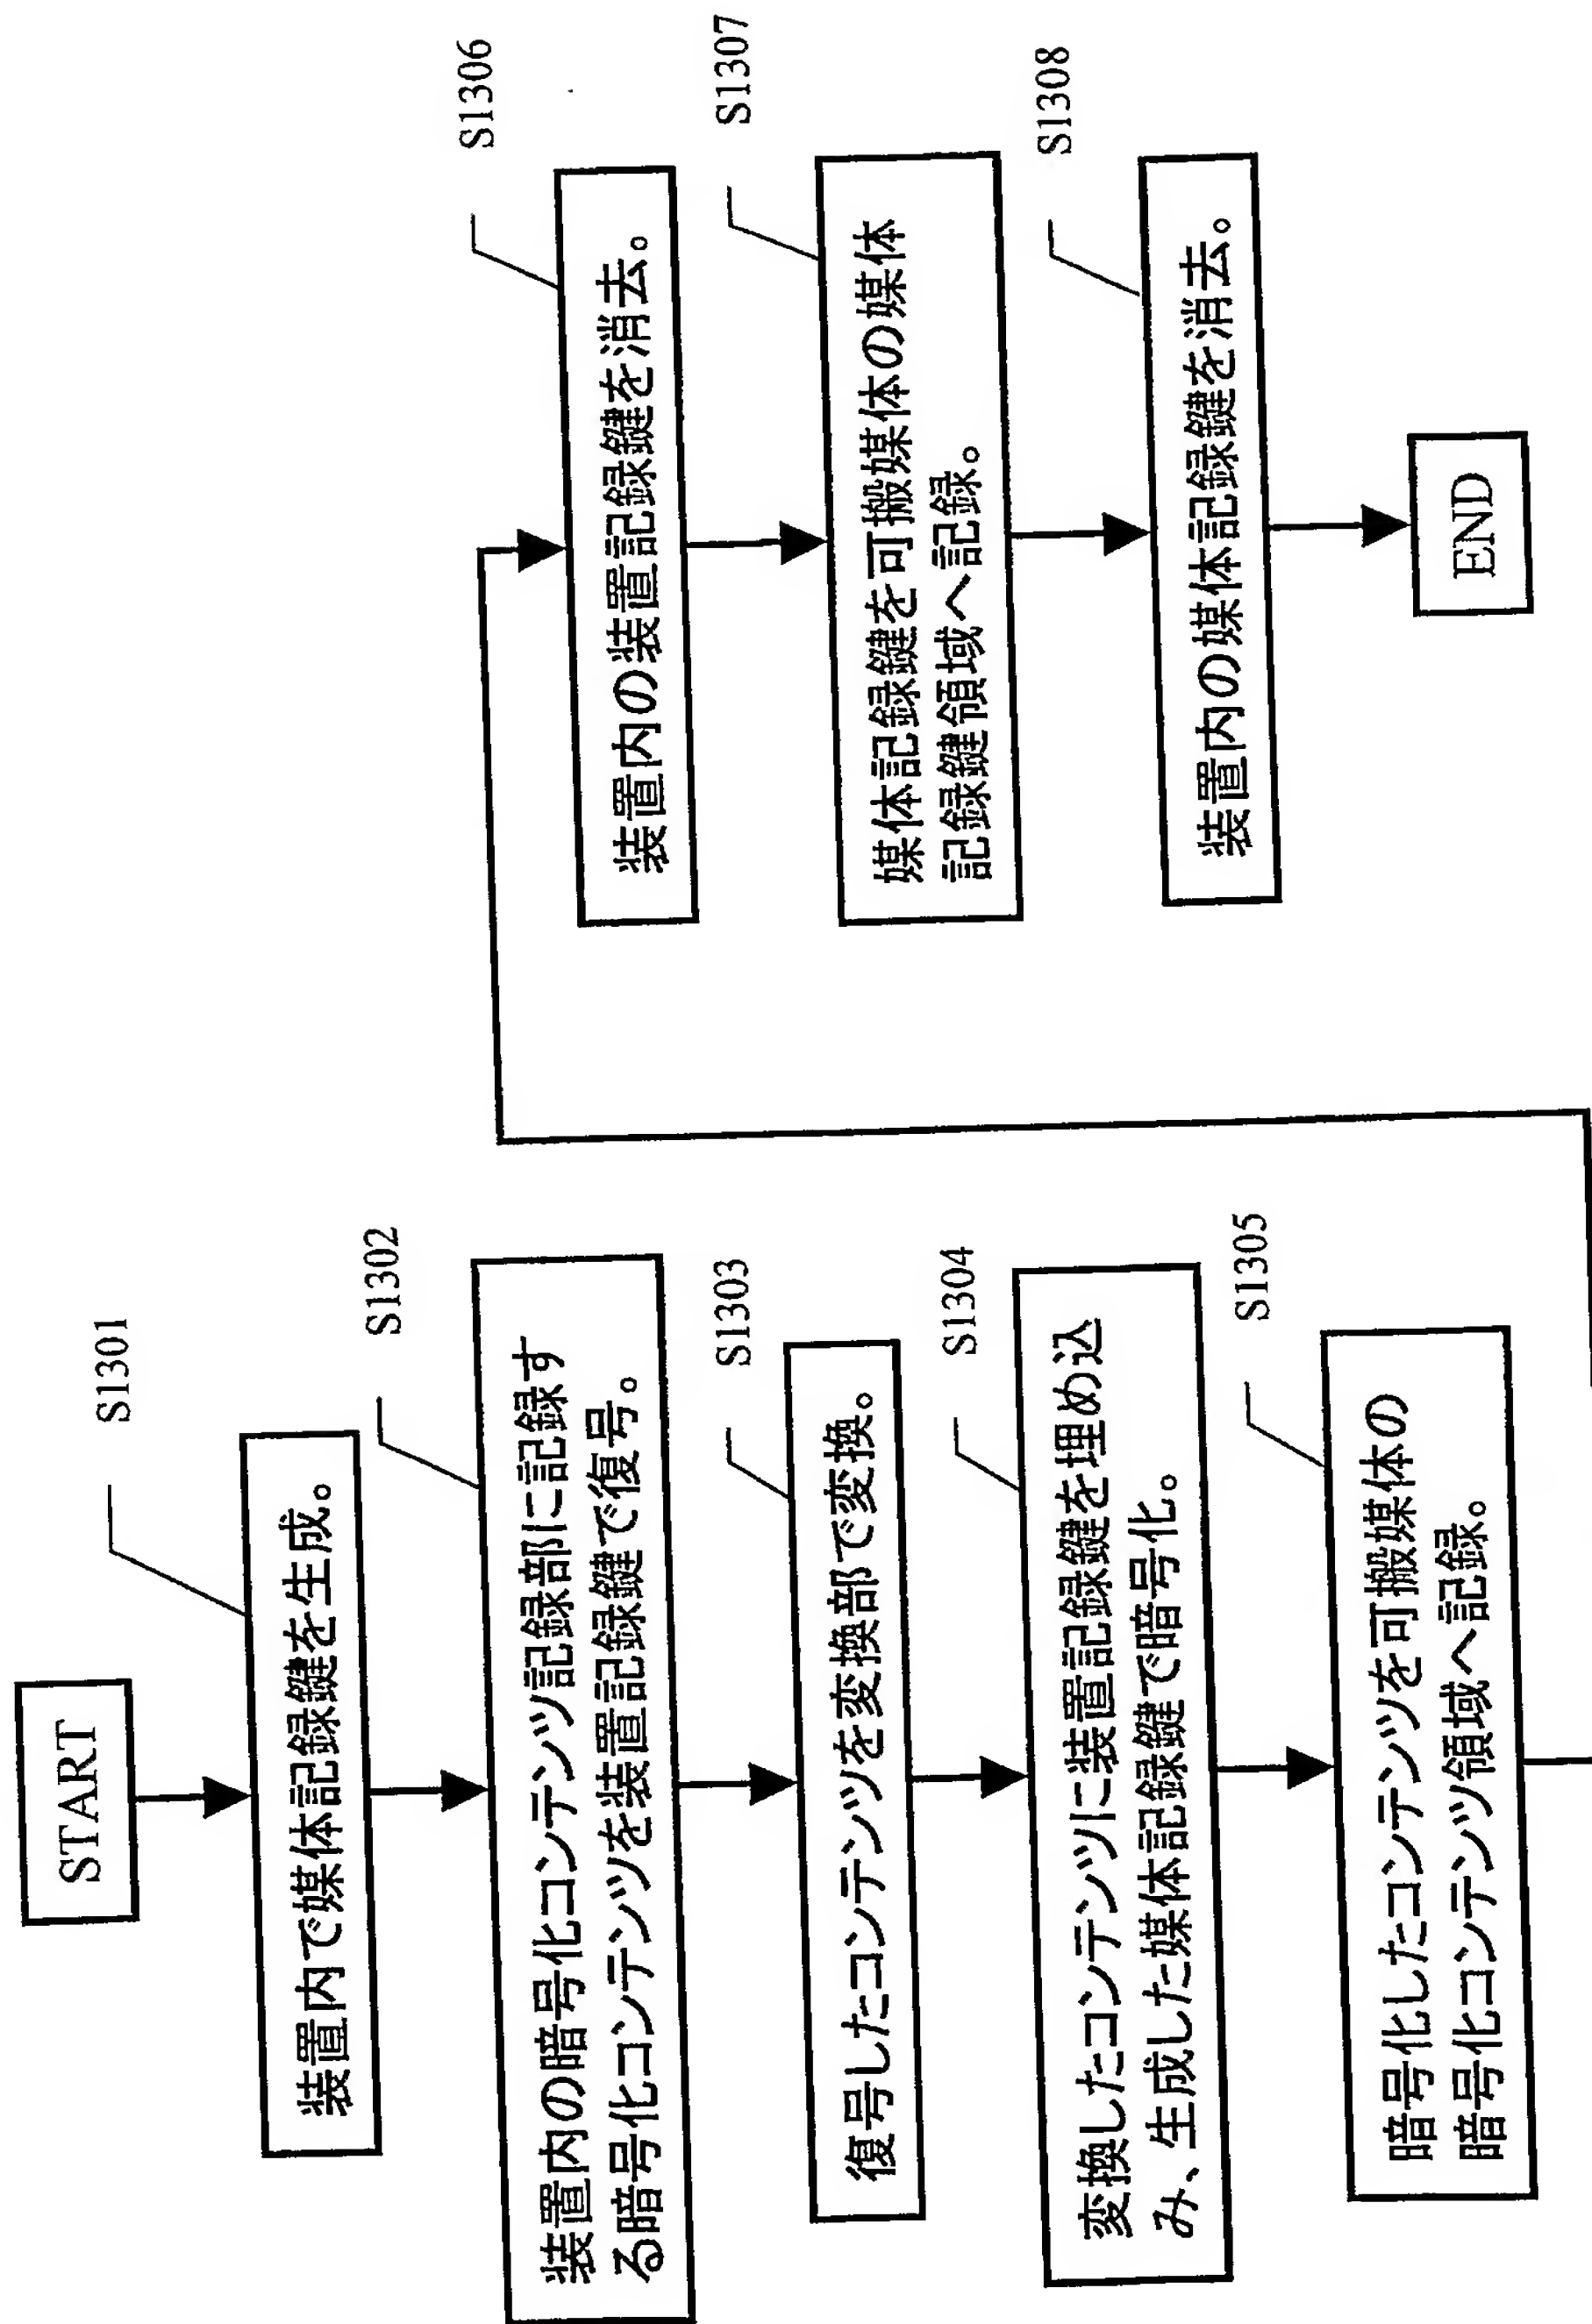 START
S1301
装置内で媒体記録鍵を生成。
S1302
装置内の暗号化コンテンツ記録部に記録す
る暗号化コンテンツを装置記録鍵で復号。
S1303
復号したコンテンツを変換部で変換。
S1304
変換したコンテンツに装置記録鍵を埋め込
み、生成した媒体記録鍵で暗号化。
S1305
暗号化したコンテンツを可搬媒体の
暗号化コンテンツ領域へ記録。
S1306
装置内の装置記録鍵を消去。
S1307
媒体記録鍵を可搬媒体の媒体
記録鍵領域へ記録。
S1308
装置内の媒体記録鍵を消去。
END